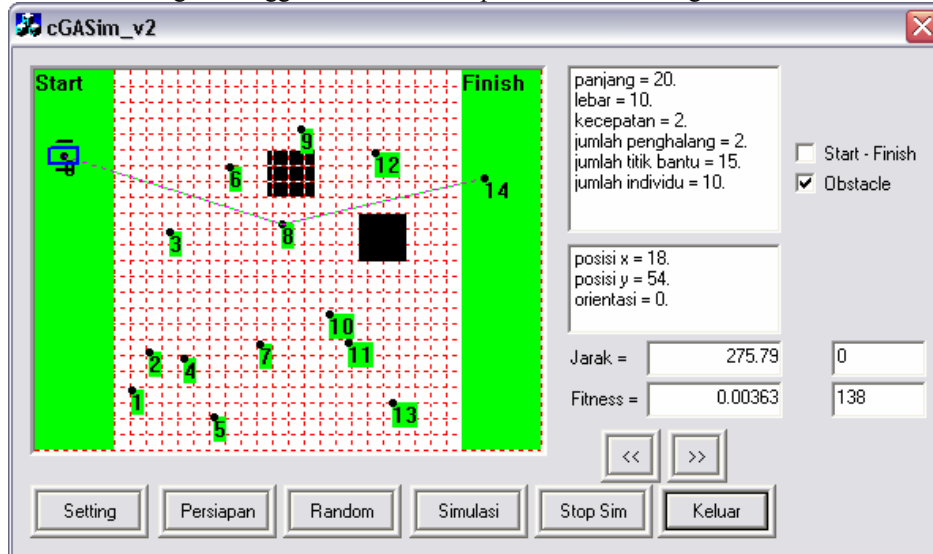 cGASim_v2
Start
Finish
9
12
6
14
8
3
10
11
7
2
4
1
13
5
panjang = 20.
lebar = 10.
kecepatan = 2.
jumlah penghalang = 2.
jumlah titik bantu = 15.
jumlah individu = 10.
Start - Finish
Obstacle
posisi x = 18.
posisi y = 54.
orientasi = 0.
Jarak = 275.79 0
Fitness = 0.00363 138
<< >>
Setting Persiapan Random Simulasi Stop Sim Keluar